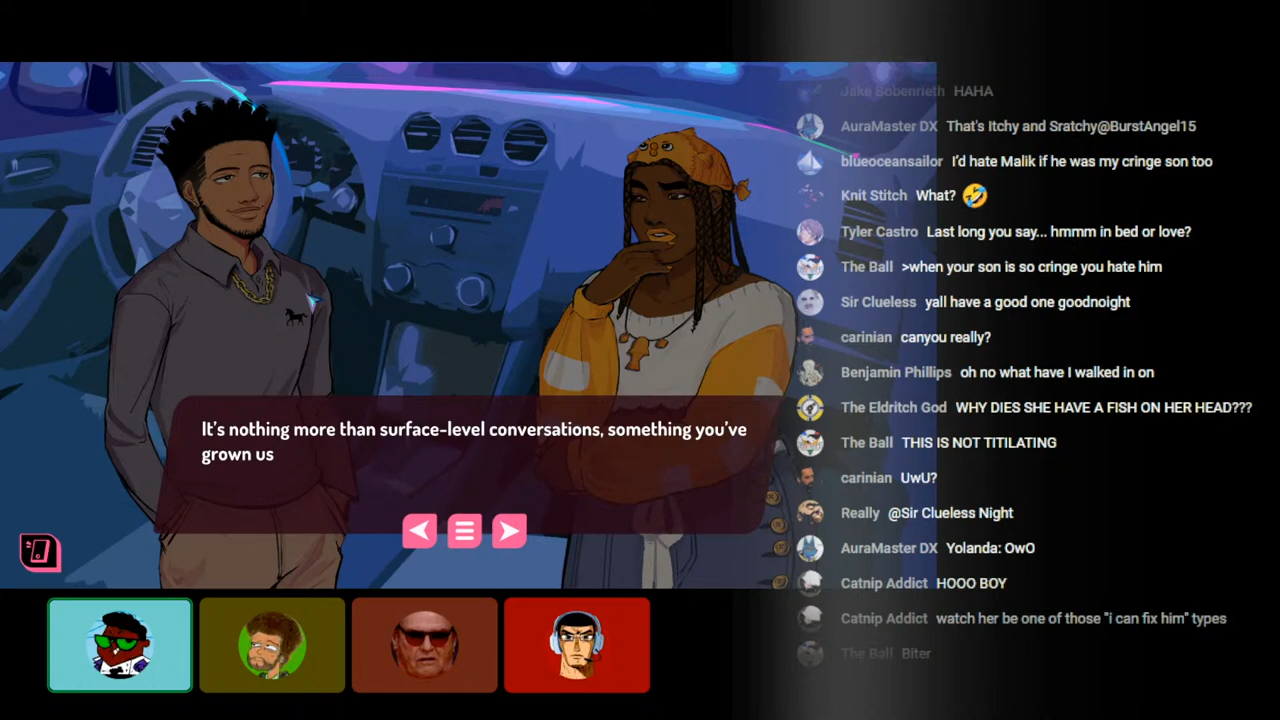 Jake Bobenrieth HAHA
AuraMaster DX That's Itchy and Sratchy@BurstAngel15
blueoceansailor I'd hate Malik if he was my cringe son too
Knit Stitch What? 🤣
Tyler Castro Last long you say... hmmm in bed or love?
The Ball >when your son is so cringe you hate him
Sir Clueless yall have a good one goodnoight
carinian canyou really?
Benjamin Phillips oh no what have I walked in on
The Eldritch God WHY DIES SHE HAVE A FISH ON HER HEAD???
The Ball THIS IS NOT TITILATING
carinian UwU?
Really @Sir Clueless Night
AuraMaster DX Yolanda: OwO
Catnip Addict HOOO BOY
Catnip Addict watch her be one of those "i can fix him" types
The Ball Biter
It's nothing more than surface-level conversations, something you've
grown us